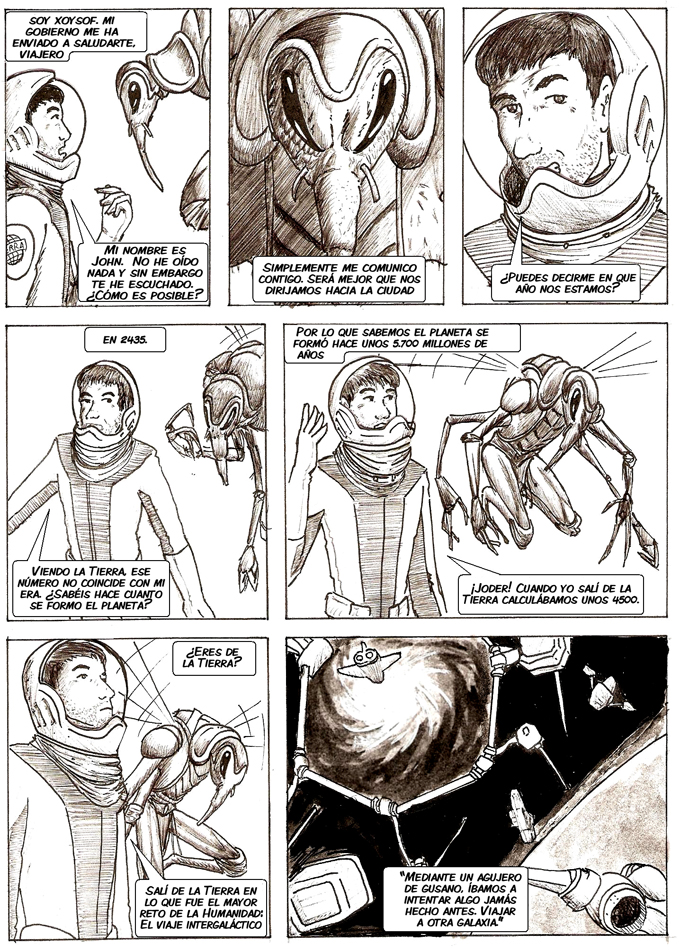 SOY XOYSOF. MI
GOBIERNO ME HA
ENVIADO A SALUDARTE,
VIAJERO
RRA
MI NOMBRE ES
JOHN. NO HE OÍDO
NADA Y SIN EMBARGO
TE HE ESCUCHADO.
¿CÓMO ES POSIBLE?
SIMPLEMENTE ME COMUNICO
CONTIGO. SERÁ MEJOR QUE NOS
DIRIJAMOS HACIA LA CIUDAD
¿PUEDES DECIRME EN QUE
AÑO NOS ESTAMOS?
EN 2435.
VIENDO LA TIERRA, ESE
NÚMERO NO COINCIDE CON MI
ERA. ¿SABÉIS HACE CUANTO
SE FORMO EL PLANETA?
POR LO QUE SABEMOS EL PLANETA SE
FORMÓ HACE UNOS 5.700 MILLONES DE
AÑOS
¡JODER! CUANDO YO SALÍ DE LA
TIERRA CALCULÁBAMOS UNOS 4500.
¿ERES DE
LA TIERRA?
SALÍ DE LA TIERRA EN
LO QUE FUE EL MAYOR
RETO DE LA HUMANIDAD:
EL VIAJE INTERGALÁCTICO
"MEDIANTE UN AGUJERO
DE GUSANO, ÍBAMOS A
INTENTAR ALGO JAMÁS
HECHO ANTES. VIAJAR
A OTRA GALAXIA."